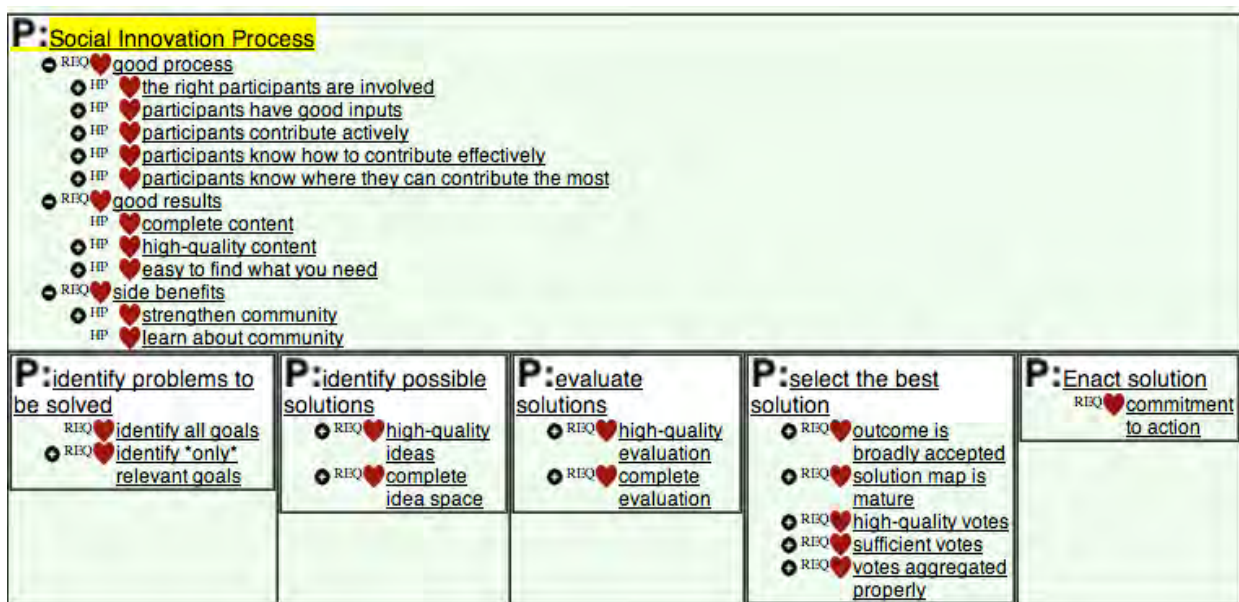 P:Social Innovation Process
REQ good process
HP the right participants are involved
HP participants have good inputs
HP participants contribute actively
HP participants know how to contribute effectively
HP participants know where they can contribute the most
REQ good results
HP complete content
HP high-quality content
HP easy to find what you need
REQ side benefits
HP strengthen community
HP learn about community
P:identify problems to
be solved
REQ identify all goals
REQ identify *only*
relevant goals
P:identify possible
solutions
REQ high-quality
ideas
REQ complete
idea space
P:evaluate
solutions
REQ high-quality
evaluation
REQ complete
evaluation
P:select the best
solution
REQ outcome is
broadly accepted
REQ solution map is
mature
REQ high-quality votes
REQ sufficient votes
REQ votes aggregated
properly
P:Enact solution
REQ commitment
to action